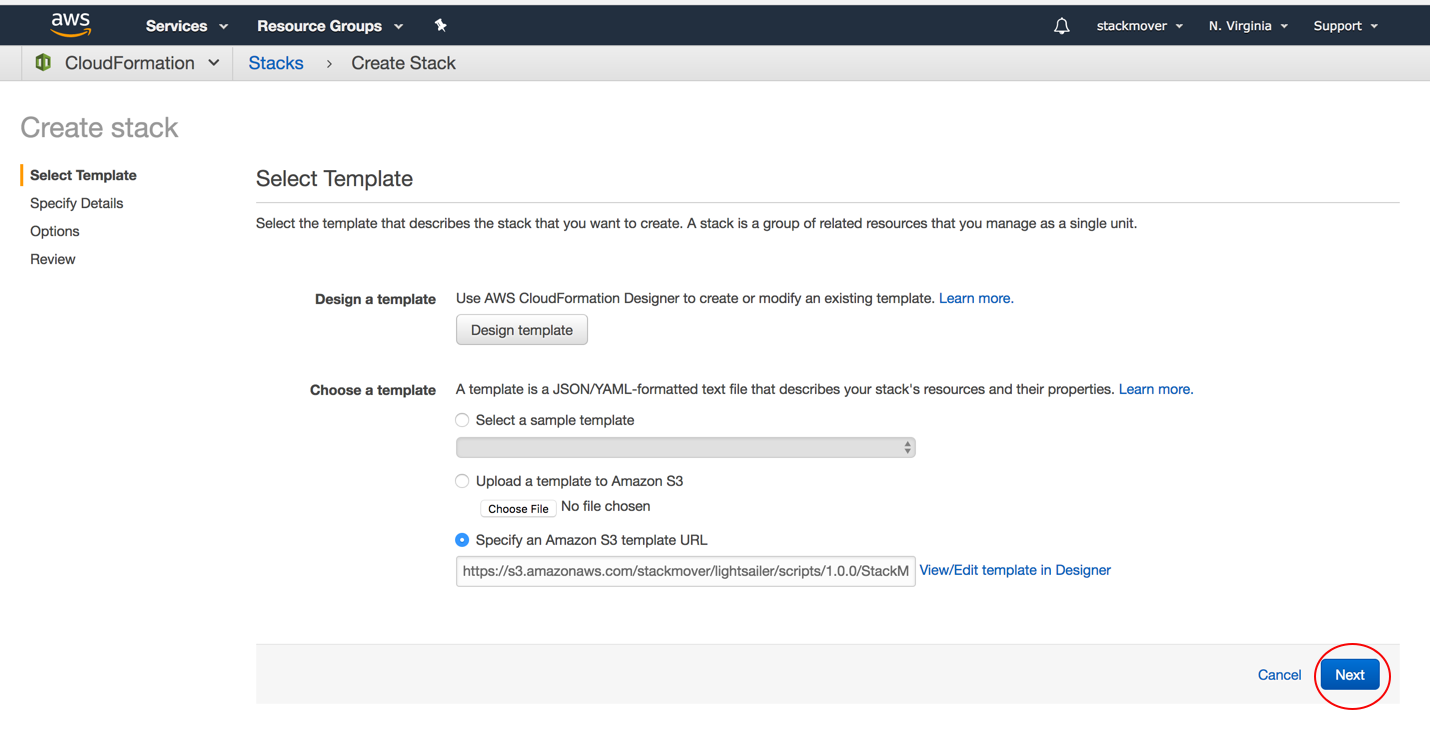 aws Services Resource Groups stackmover N. Virginia Support
CloudFormation Stacks › Create Stack
Create stack
Select Template
Specify Details
Options
Review
Select Template
Select the template that describes the stack that you want to create. A stack is a group of related resources that you manage as a single unit.
Design a template Use AWS CloudFormation Designer to create or modify an existing template. Learn more.
Design template
Choose a template A template is a JSON/YAML-formatted text file that describes your stack's resources and their properties. Learn more.
Select a sample template
Upload a template to Amazon S3
Choose File No file chosen
Specify an Amazon S3 template URL
https://s3.amazonaws.com/stackmover/lightsailer/scripts/1.0.0/StackM View/Edit template in Designer
Cancel Next